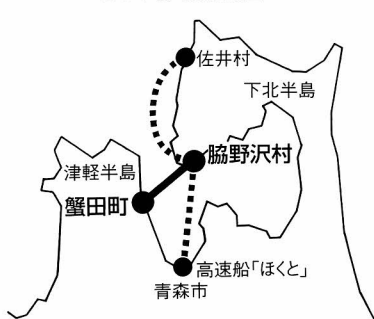 佐井村
下北半島
脇野沢村
津軽半島
蟹田町
高速船「ほくと」
青森市